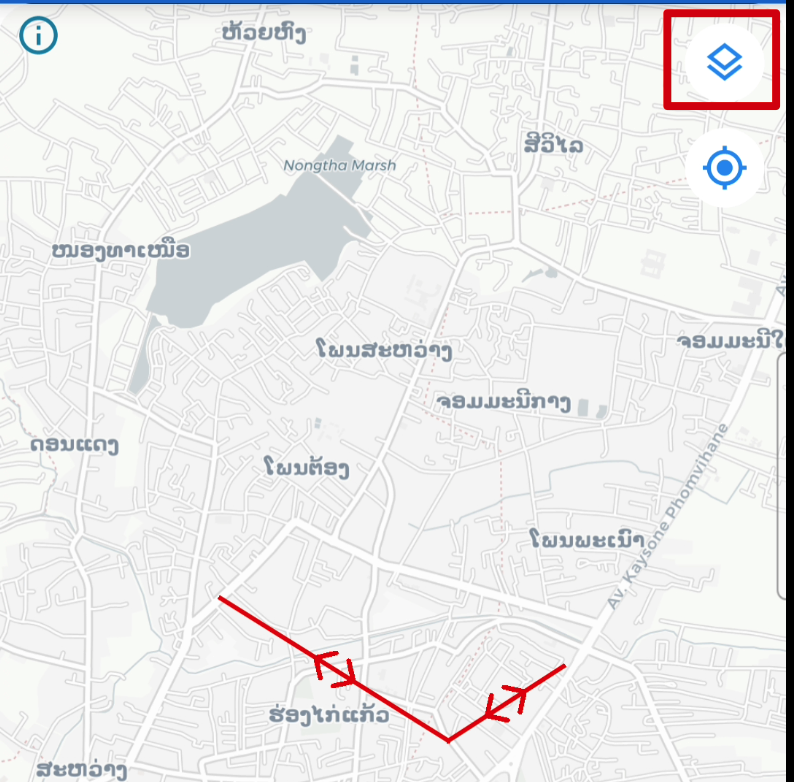 ຫ້ວຍຫົງ
ສີວິໄລ
Nongtha Marsh
ໜອງທາເໜືອ
ໂພນສະຫວ່າງ
ຈອມມະນີໃ
ຈອມມະນີກາງ
ດອນແດງ
ໂພນຕ້ອງ
Av. Kaysone Phomvihane
ໂພນພະເນົາ
ຮ່ອງໄກ່ແກ້ວ
ສະຫວ່າງ